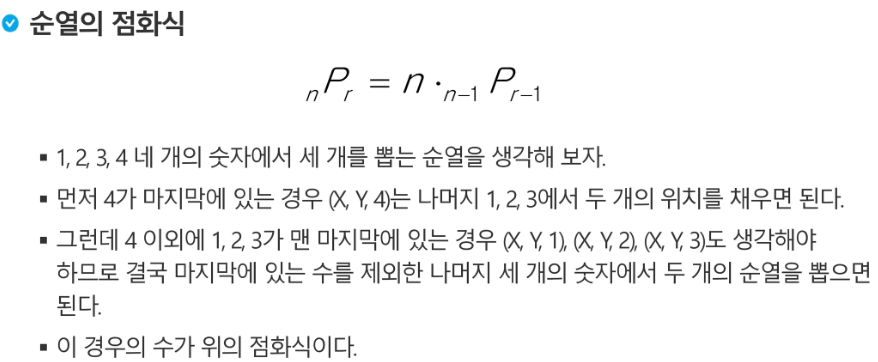 순열의 점화식
ₙPᵣ = n · ₙ₋₁Pᵣ₋₁
▪ 1, 2, 3, 4 네 개의 숫자에서 세 개를 뽑는 순열을 생각해 보자.
▪ 먼저 4가 마지막에 있는 경우 (X, Y, 4)는 나머지 1, 2, 3에서 두 개의 위치를 채우면 된다.
▪ 그런데 4 이외에 1, 2, 3가 맨 마지막에 있는 경우 (X, Y, 1), (X, Y, 2), (X, Y, 3)도 생각해야
하므로 결국 마지막에 있는 수를 제외한 나머지 세 개의 숫자에서 두 개의 순열을 뽑으면
된다.
▪ 이 경우의 수가 위의 점화식이다.